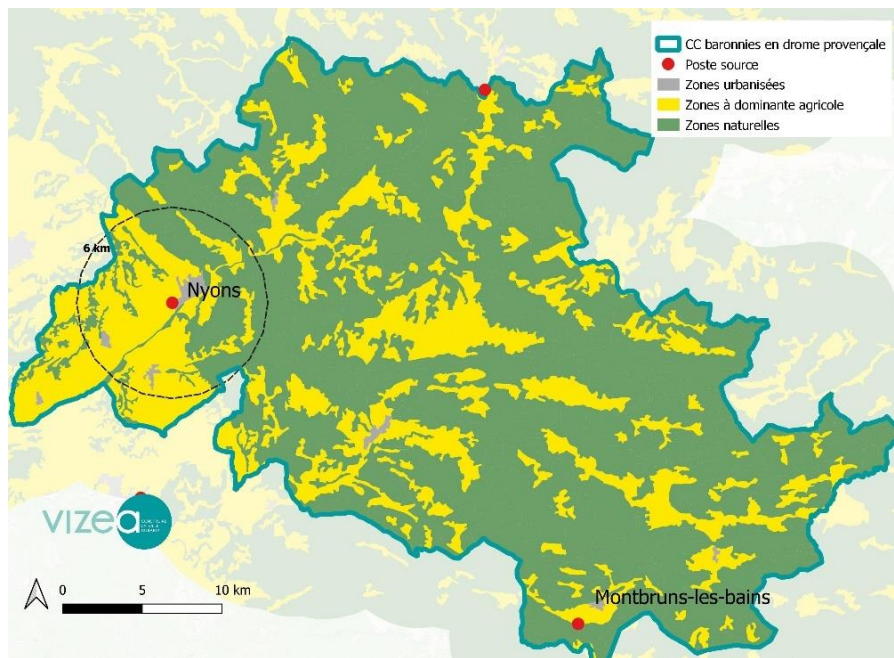 CC baronnies en drome provençale
Poste source
Zones urbanisées
Zones à dominante agricole
Zones naturelles
6 km
Nyons
vizea
Montbruns-les-bains
0 5 10 km